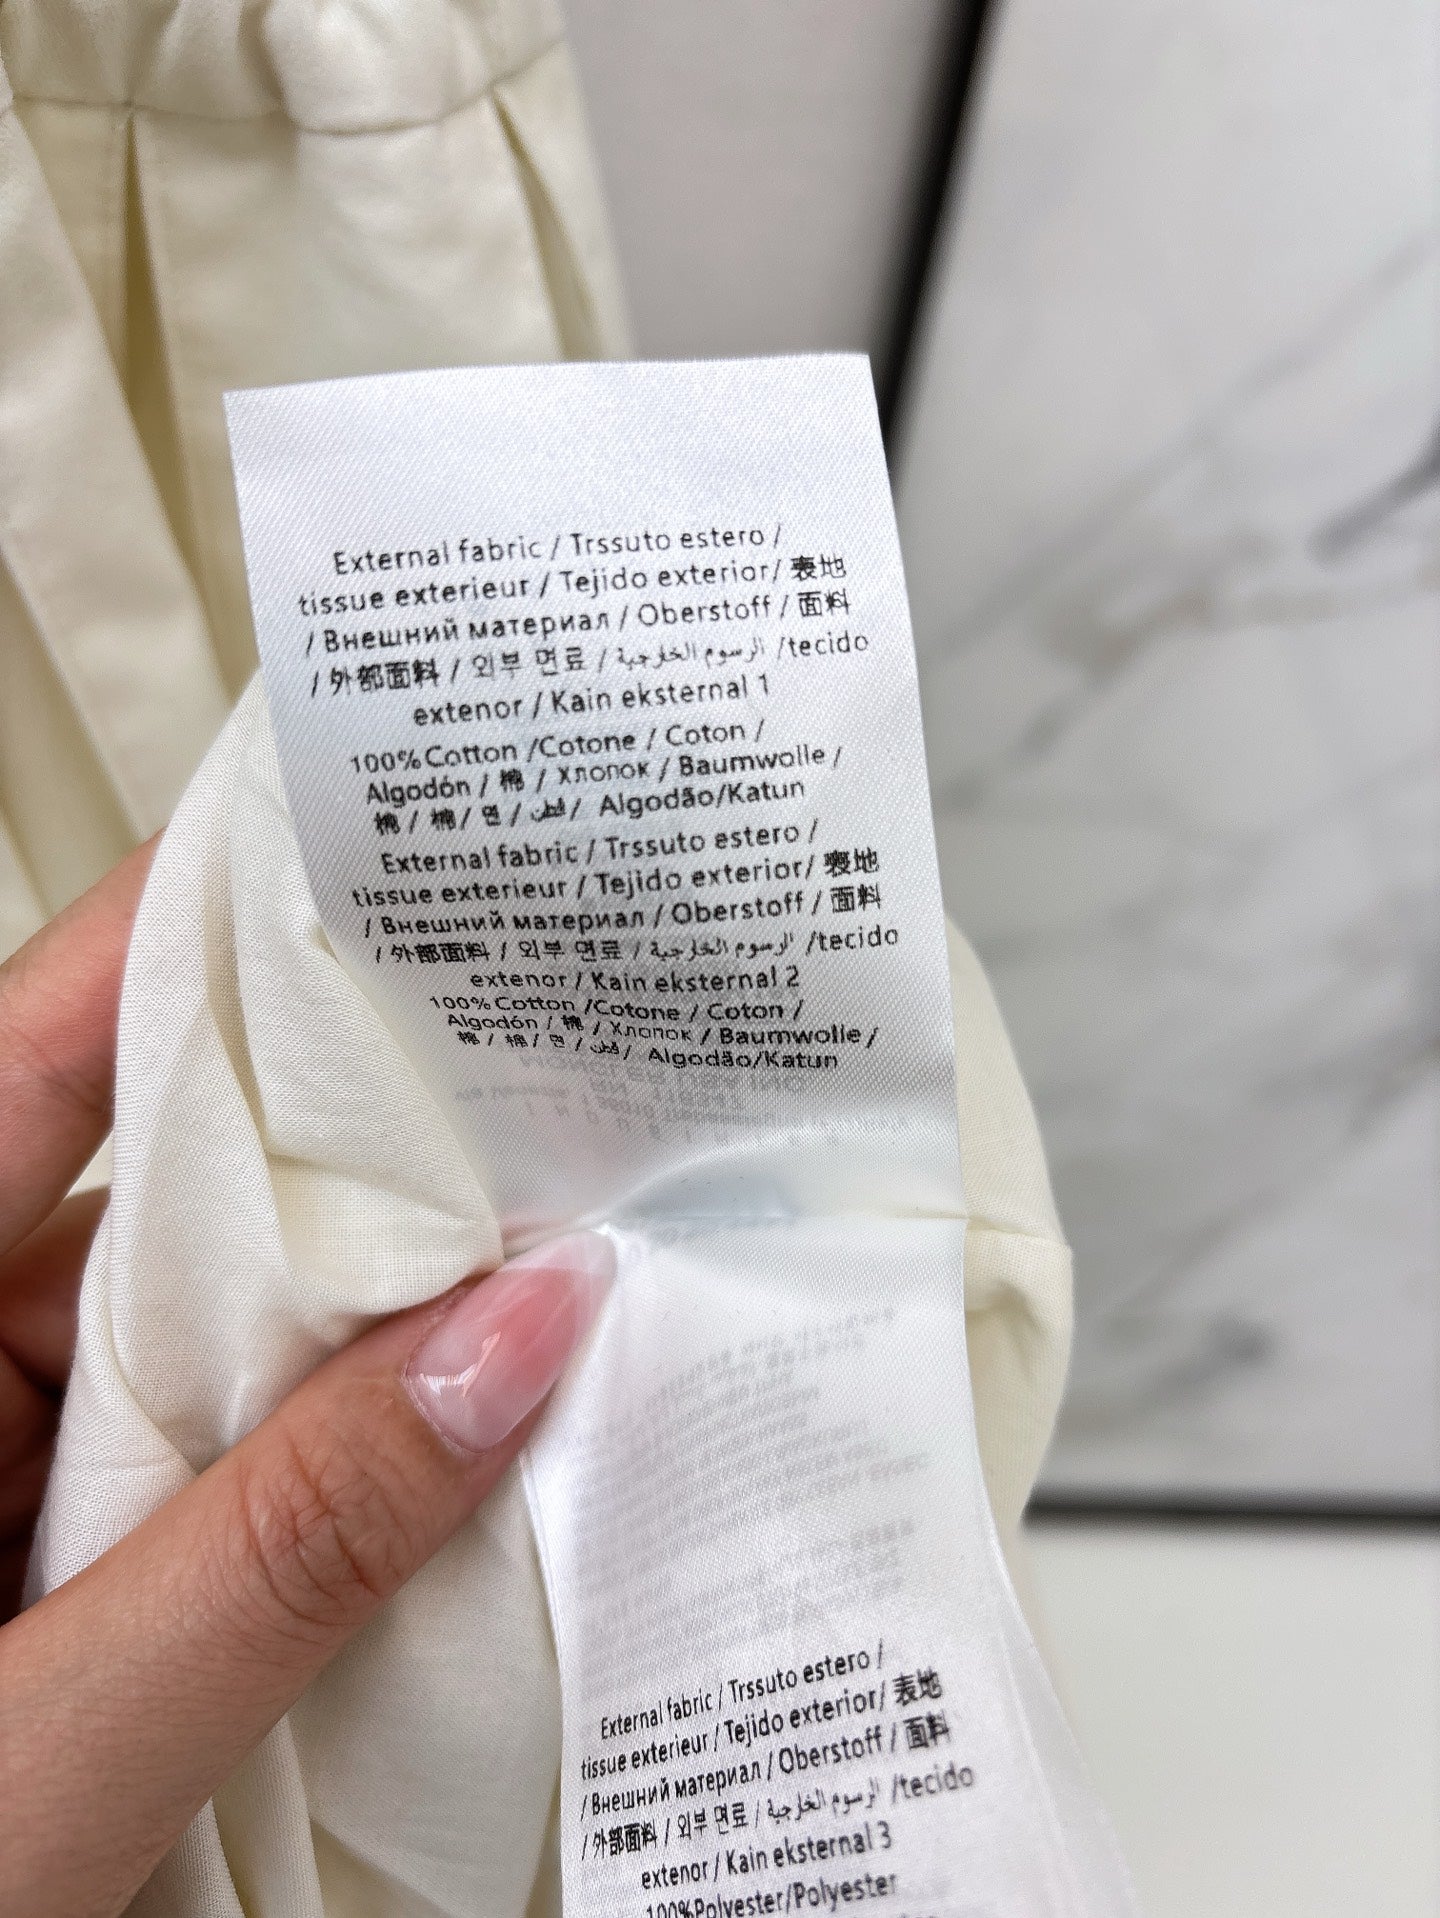 External fabric / Trssuto estero /
tissue exterieur / Tejido exterior/ 表地
/ Внешний материал / Oberstoff / 面料
/ 外部面料 / 외부 면료 / الرسوم الخارجية /tecido
extenor / Kain eksternal 1
100%Cotton /Cotone / Coton /
Algodón / 棉 / Хлопок / Baumwolle /
棉 / 棉/ 면 / قطن/ Algodão/Katun
External fabric / Trssuto estero /
tissue exterieur / Tejido exterior/ 表地
/ Внешний материал / Oberstoff / 面料
/ 外部面料 / 외부 면료 / الرسوم الخارجية /tecido
extenor / Kain eksternal 2
100%Cotton /Cotone / Coton /
Algodón / 棉 / Хлопок / Baumwolle /
棉 / 棉/ 면 / قطن/ Algodão/Katun
External fabric / Trssuto estero /
tissue exterieur / Tejido exterior/ 表地
/ Внешний материал / Oberstoff / 面料
/ 外部面料 / 외부 면료 / الرسوم الخارجية /tecido
extenor / Kain eksternal 3
100%Polyester/Polyester